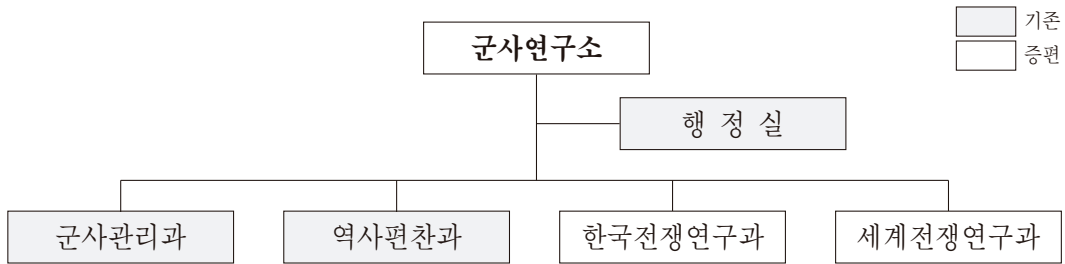 기존
증편
군사연구소
행 정 실
군사관리과
역사편찬과
한국전쟁연구과
세계전쟁연구과